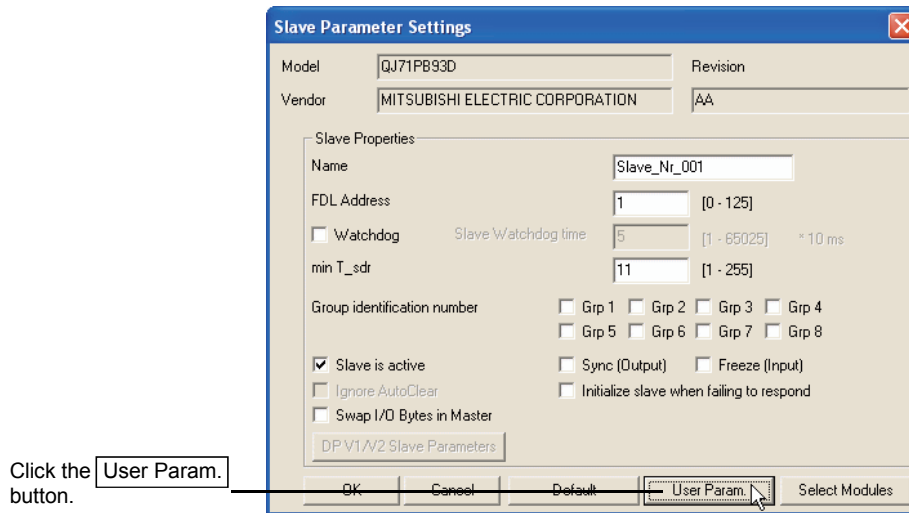 Slave Parameter Settings
Model QJ71PB93D Revision
Vendor MITSUBISHI ELECTRIC CORPORATION AA
Slave Properties
Name Slave_Nr_001
FDL Address 1 [0 - 125]
Watchdog Slave Watchdog time 5 [1 - 65025] * 10 ms
min T_sdr 11 [1 - 255]
Group identification number Grp 1 Grp 2 Grp 3 Grp 4
Grp 5 Grp 6 Grp 7 Grp 8
Slave is active Sync (Output) Freeze (Input)
Ignore AutoClear Initialize slave when failing to respond
Swap I/O Bytes in Master
DP V1/V2 Slave Parameters
Click the User Param.
button.
OK Cancel Default User Param. Select Modules